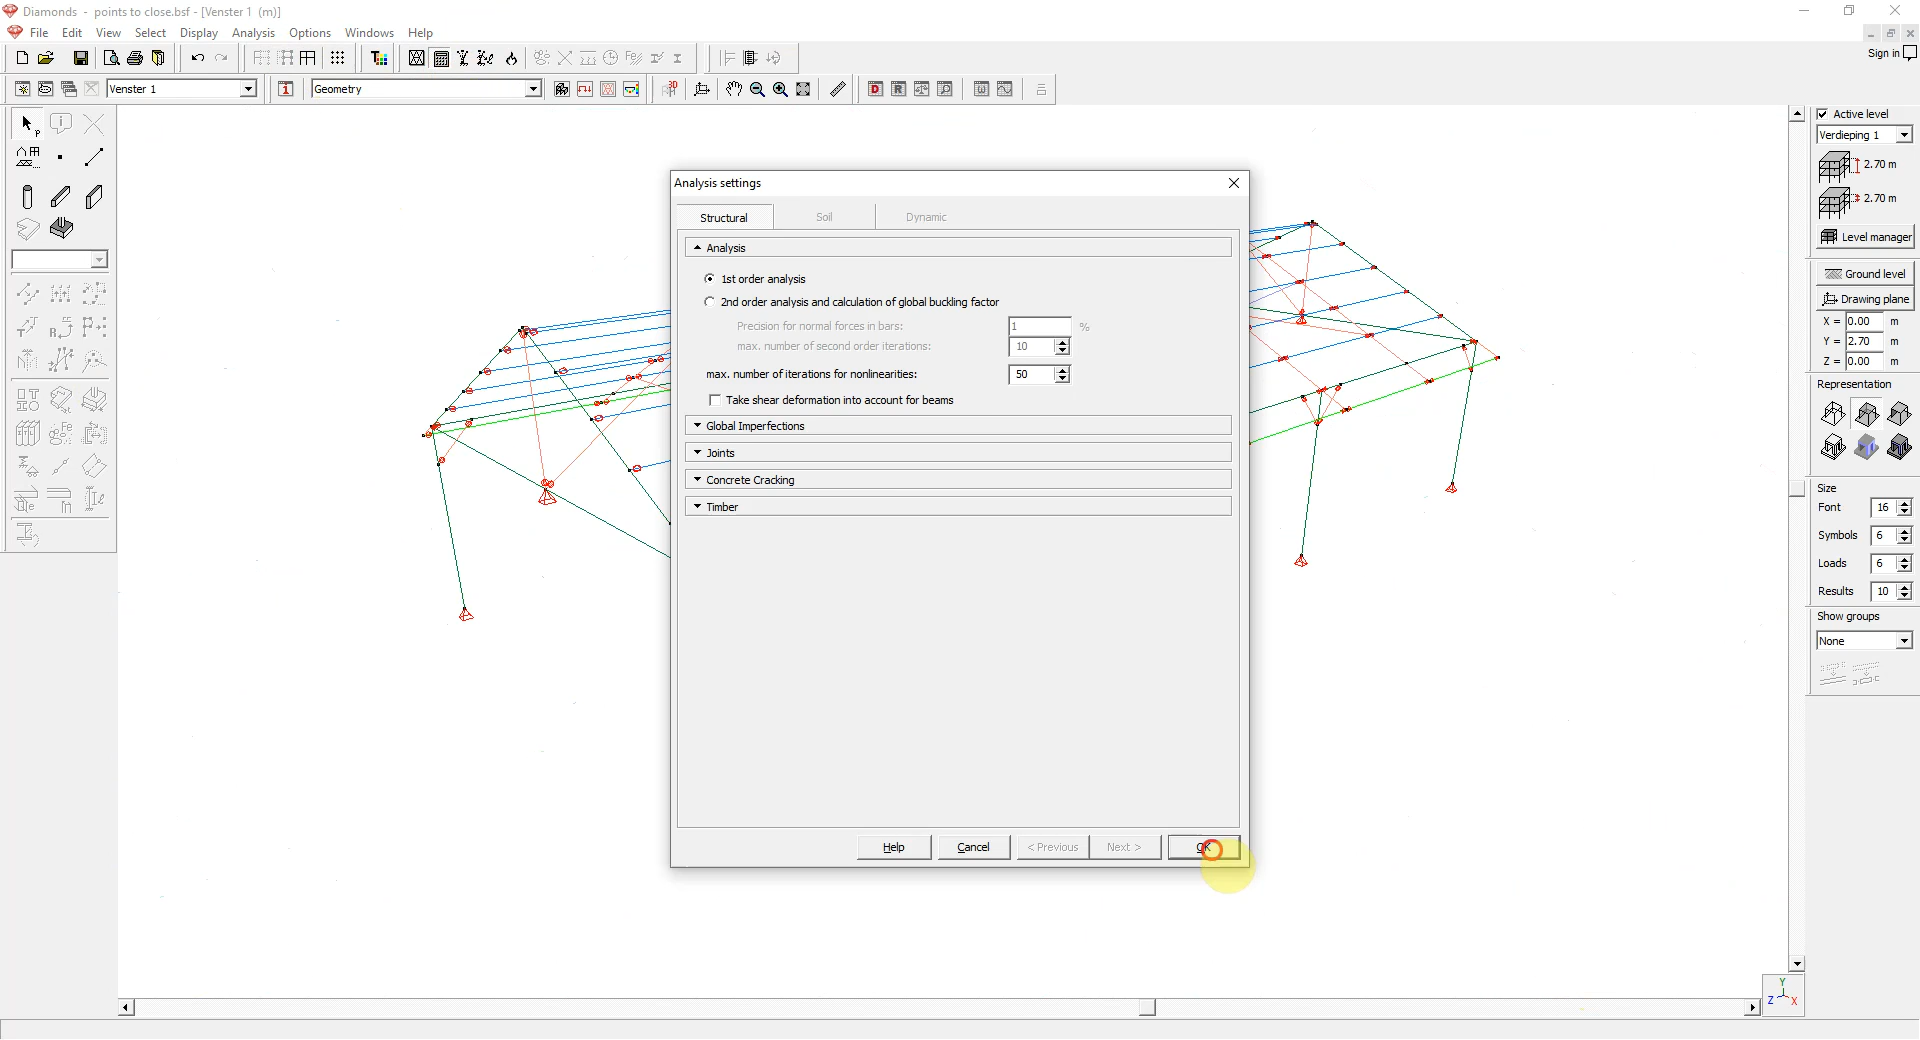 Diamonds - points to close.bsf - [Venster 1 (m)]
File Edit View Select Display Analysis Options Windows Help
Sign in
Venster 1
1
Geometry
3D
D R
Active level
Verdieping 1
2.70 m
2.70 m
Level manager
Ground level
Drawing plane
X = 0.00 m
Y = 2.70 m
Z = 0.00 m
Representation
Size
Font 16
Symbols 6
Loads 6
Results 10
Show groups
None
Analysis settings
Structural Soil Dynamic
Analysis
1st order analysis
2nd order analysis and calculation of global buckling factor
Precision for normal forces in bars: 1 %
max. number of second order iterations: 10
max. number of iterations for nonlinearities: 50
Take shear deformation into account for beams
Global Imperfections
Joints
Concrete Cracking
Timber
Help Cancel < Previous Next > OK
Y
Z X